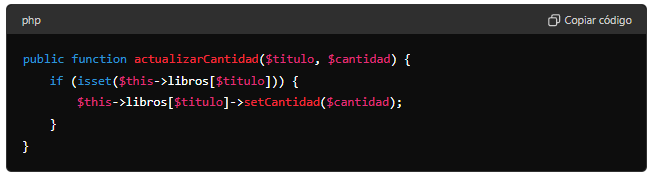 php
Copiar código
public function actualizarCantidad($titulo, $cantidad) {
    if (isset($this->libros[$titulo])) {
        $this->libros[$titulo]->setCantidad($cantidad);
    }
}